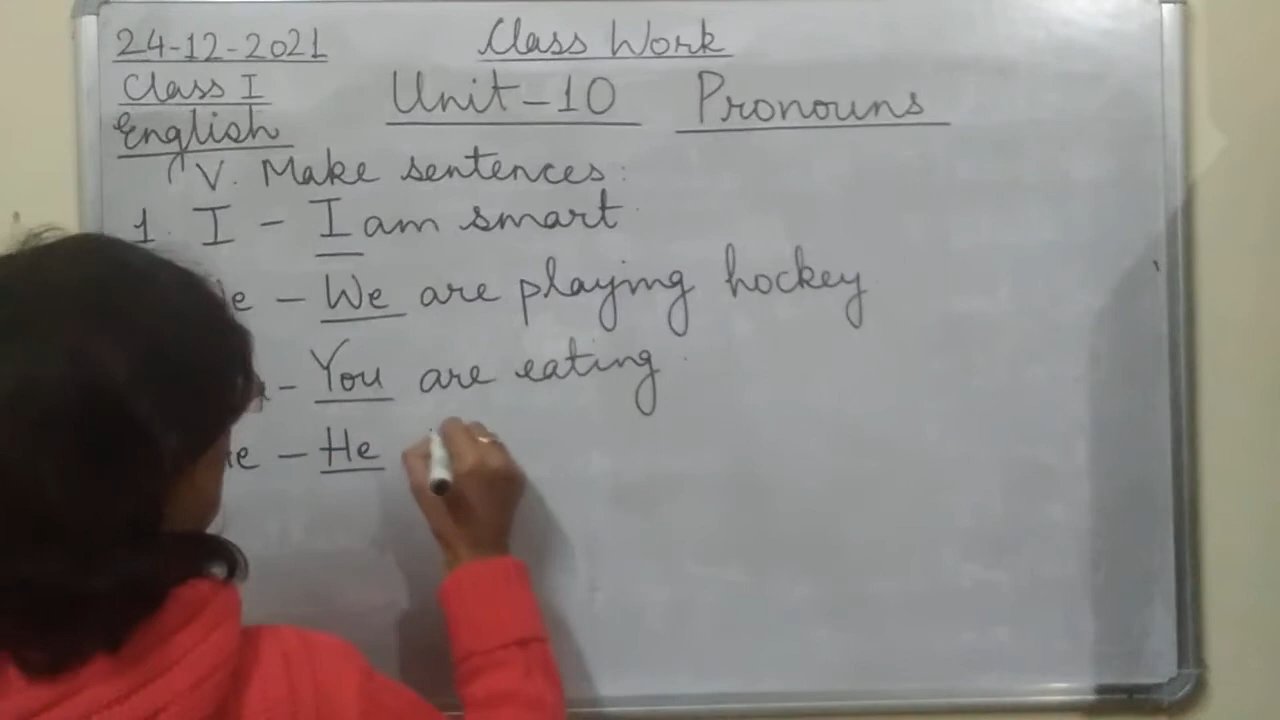 24-12-2021 Class Work
Class I Unit-10 Pronouns
English
V. Make sentences:
1. I - I am smart.
- We are playing hockey
- You are eating.
- He